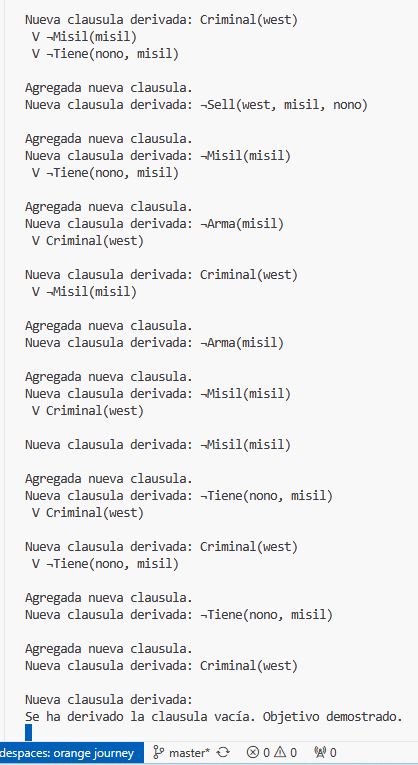 Nueva clausula derivada: Criminal(west)
V ¬Misil(misil)
V ¬Tiene(nono, misil)
Agregada nueva clausula.
Nueva clausula derivada: ¬Sell(west, misil, nono)
Agregada nueva clausula.
Nueva clausula derivada: ¬Misil(misil)
V ¬Tiene(nono, misil)
Agregada nueva clausula.
Nueva clausula derivada: ¬Arma(misil)
V Criminal(west)
Nueva clausula derivada: Criminal(west)
V ¬Misil(misil)
Agregada nueva clausula.
Nueva clausula derivada: ¬Arma(misil)
Agregada nueva clausula.
Nueva clausula derivada: ¬Misil(misil)
V Criminal(west)
Nueva clausula derivada: ¬Misil(misil)
Agregada nueva clausula.
Nueva clausula derivada: ¬Tiene(nono, misil)
V Criminal(west)
Nueva clausula derivada: Criminal(west)
V ¬Tiene(nono, misil)
Agregada nueva clausula.
Nueva clausula derivada: ¬Tiene(nono, misil)
Agregada nueva clausula.
Nueva clausula derivada: Criminal(west)
Nueva clausula derivada:
Se ha derivado la clausula vacía. Objetivo demostrado.
despaces: orange journey master* 0 0 0